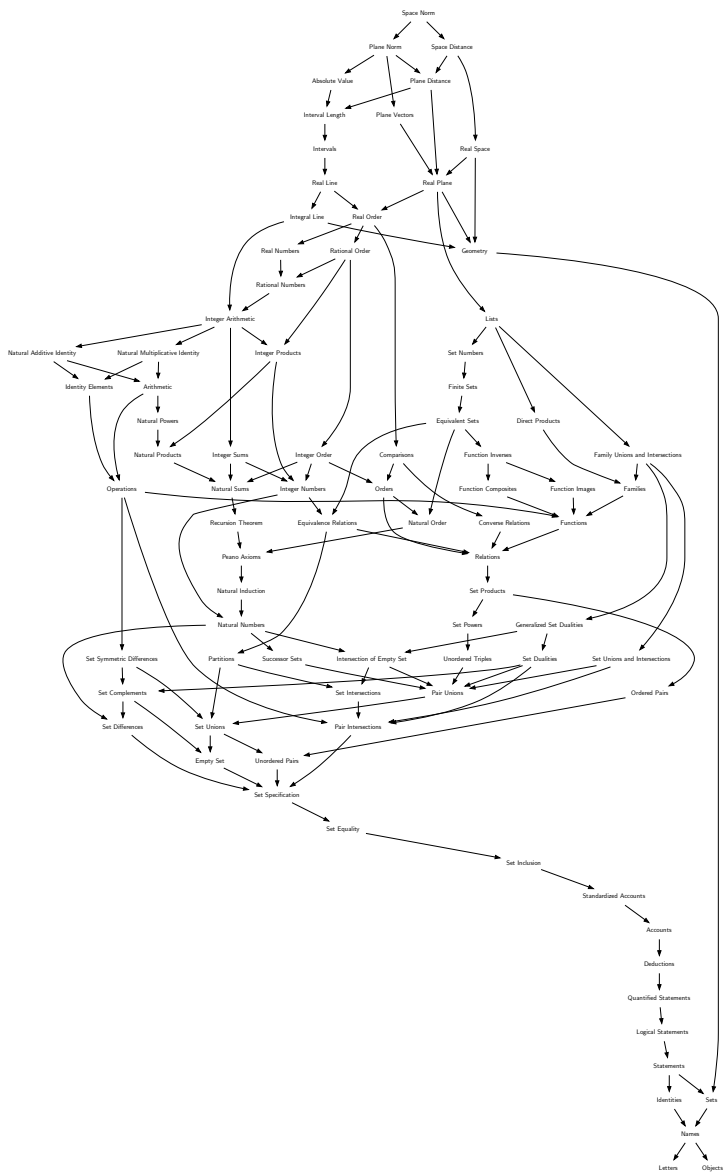 Space Norm
Plane Norm Space Distance
Absolute Value Plane Distance
Interval Length Plane Vectors
Intervals Real Space
Real Line Real Plane
Integral Line Real Order
Real Numbers Rational Order Geometry
Rational Numbers
Integer Arithmetic Lists
Natural Additive Identity Natural Multiplicative Identity Integer Products Set Numbers
Identity Elements Arithmetic Finite Sets
Natural Powers Equivalent Sets Direct Products
Natural Products Integer Sums Integer Order Comparisons Function Inverses Family Unions and Intersections
Operations Natural Sums Integer Numbers Orders Function Composites Function Images Families
Recursion Theorem Equivalence Relations Natural Order Converse Relations Functions
Peano Axioms Relations
Natural Induction Set Products
Natural Numbers Set Powers Generalized Set Dualities
Set Symmetric Differences Partitions Successor Sets Intersection of Empty Set Unordered Triples Set Dualities Set Unions and Intersections
Set Complements Set Intersections Pair Unions Ordered Pairs
Set Differences Set Unions Pair Intersections
Empty Set Unordered Pairs
Set Specification
Set Equality
Set Inclusion
Standardized Accounts
Accounts
Deductions
Quantified Statements
Logical Statements
Statements
Identities Sets
Names
Letters Objects